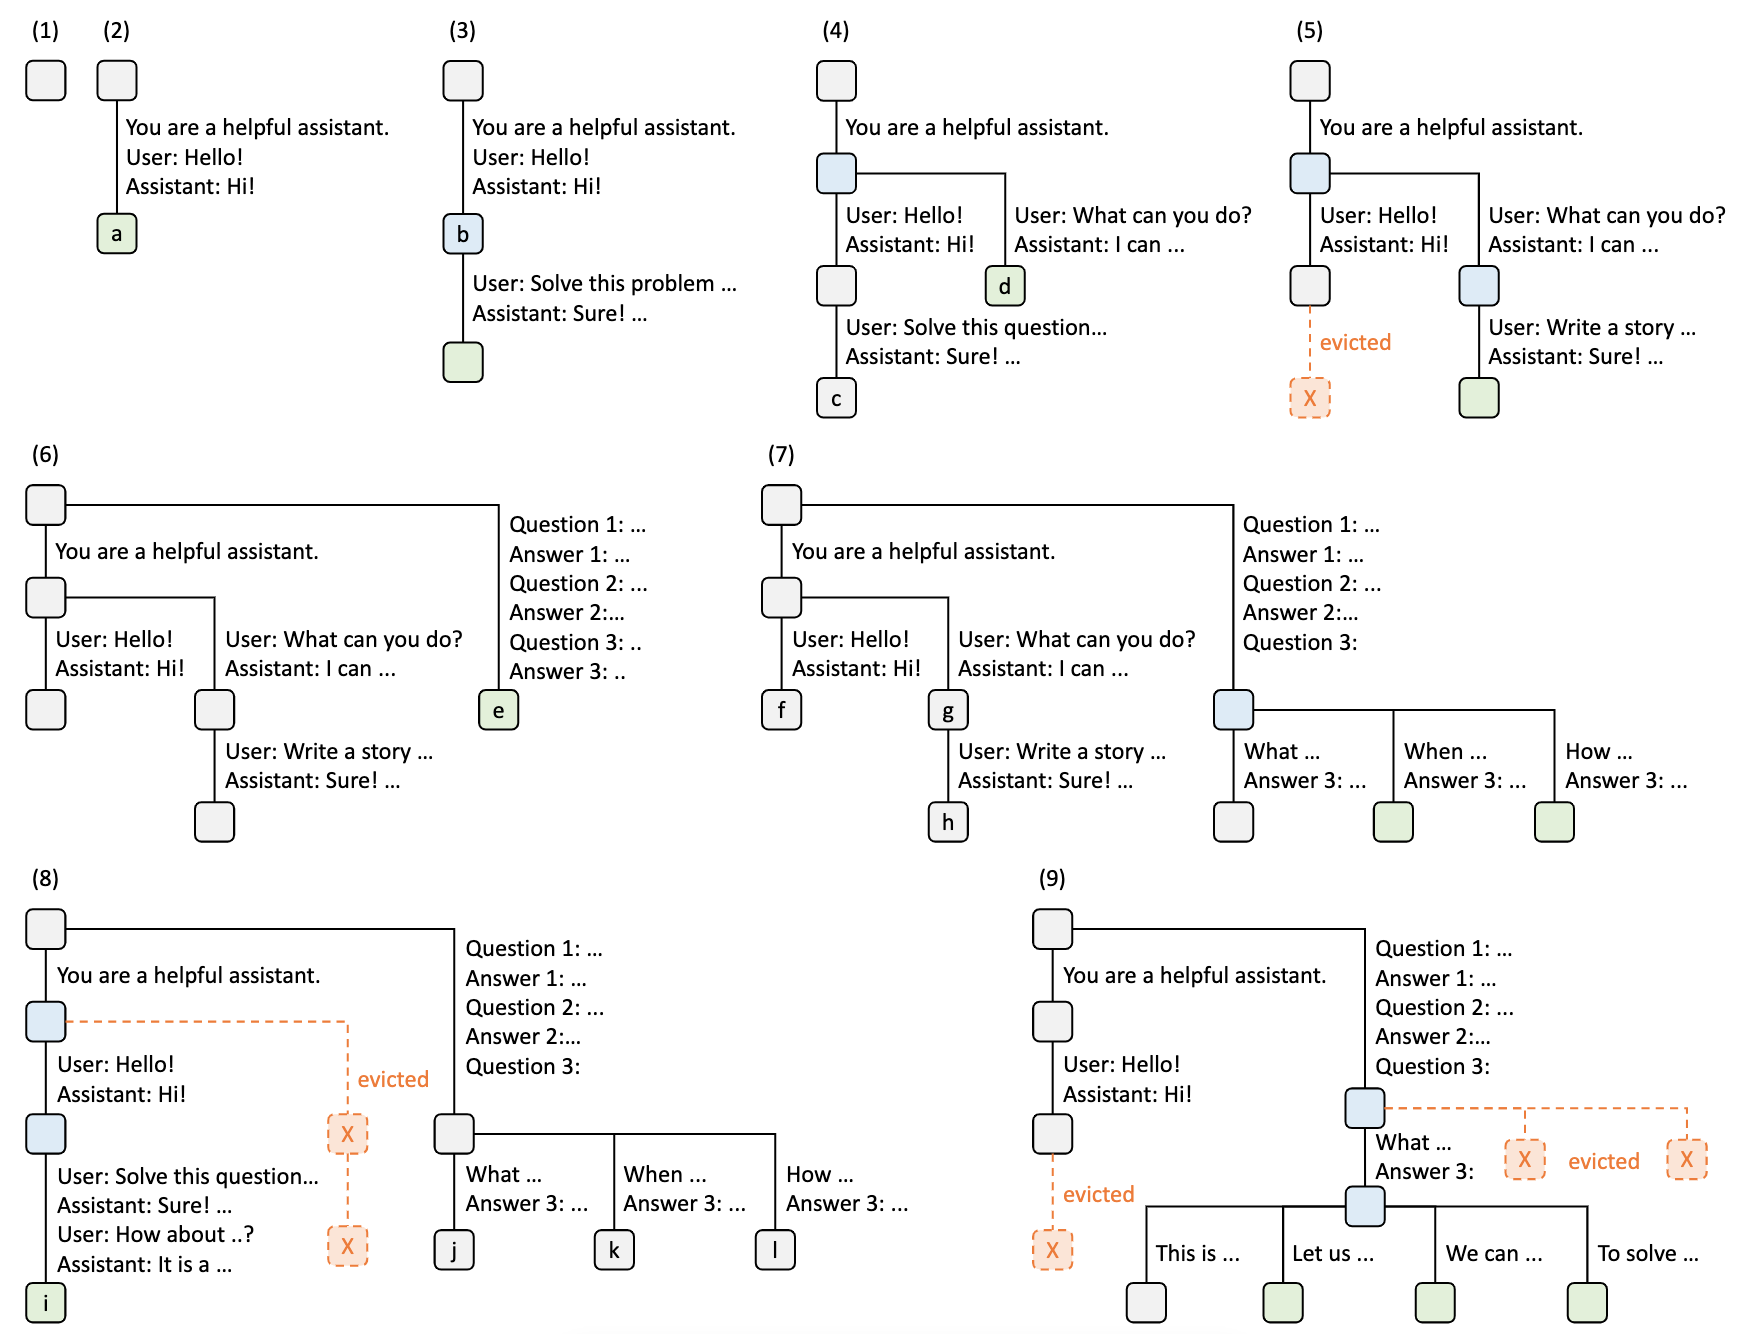 (1)
(2)
You are a helpful assistant.
User: Hello!
Assistant: Hi!
a
(3)
You are a helpful assistant.
User: Hello!
Assistant: Hi!
b
User: Solve this problem ...
Assistant: Sure! ...
(4)
You are a helpful assistant.
User: Hello!
Assistant: Hi!
User: What can you do?
Assistant: I can ...
d
User: Solve this question...
Assistant: Sure! ...
c
(5)
You are a helpful assistant.
User: Hello!
Assistant: Hi!
User: What can you do?
Assistant: I can ...
evicted
X
User: Write a story ...
Assistant: Sure! ...
(6)
You are a helpful assistant.
User: Hello!
Assistant: Hi!
User: What can you do?
Assistant: I can ...
User: Write a story ...
Assistant: Sure! ...
Question 1: ...
Answer 1: ...
Question 2: ...
Answer 2:...
Question 3: ..
Answer 3: ..
e
(7)
You are a helpful assistant.
User: Hello!
Assistant: Hi!
f
User: What can you do?
Assistant: I can ...
g
User: Write a story ...
Assistant: Sure! ...
h
Question 1: ...
Answer 1: ...
Question 2: ...
Answer 2:...
Question 3:
What ...
Answer 3: ...
When ...
Answer 3: ...
How ...
Answer 3: ...
(8)
You are a helpful assistant.
User: Hello!
Assistant: Hi!
evicted
X
X
User: Solve this question...
Assistant: Sure! ...
User: How about ..?
Assistant: It is a ...
i
Question 1: ...
Answer 1: ...
Question 2: ...
Answer 2:...
Question 3:
What ...
Answer 3: ...
j
When ...
Answer 3: ...
k
How ...
Answer 3: ...
l
(9)
You are a helpful assistant.
User: Hello!
Assistant: Hi!
evicted
X
Question 1: ...
Answer 1: ...
Question 2: ...
Answer 2:...
Question 3:
What ...
Answer 3:
X
evicted
X
This is ...
Let us ...
We can ...
To solve ...